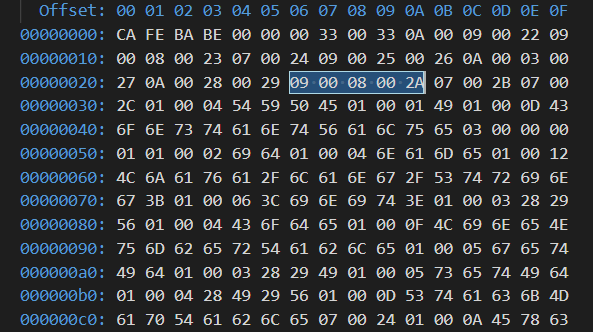 Offset: 00 01 02 03 04 05 06 07 08 09 0A 0B 0C 0D 0E 0F
00000000: CA FE BA BE 00 00 00 33 00 33 0A 00 09 00 22 09
00000010: 00 08 00 23 07 00 24 09 00 25 00 26 0A 00 03 00
00000020: 27 0A 00 28 00 29 09 00 08 00 2A 07 00 2B 07 00
00000030: 2C 01 00 04 54 59 50 45 01 00 01 49 01 00 0D 43
00000040: 6F 6E 73 74 61 6E 74 56 61 6C 75 65 03 00 00 00
00000050: 01 01 00 02 69 64 01 00 04 6E 61 6D 65 01 00 12
00000060: 4C 6A 61 76 61 2F 6C 61 6E 67 2F 53 74 72 69 6E
00000070: 67 3B 01 00 06 3C 69 6E 69 74 3E 01 00 03 28 29
00000080: 56 01 00 04 43 6F 64 65 01 00 0F 4C 69 6E 65 4E
00000090: 75 6D 62 65 72 54 61 62 6C 65 01 00 05 67 65 74
000000a0: 49 64 01 00 03 28 29 49 01 00 05 73 65 74 49 64
000000b0: 01 00 04 28 49 29 56 01 00 0D 53 74 61 63 6B 4D
000000c0: 61 70 54 61 62 6C 65 07 00 24 01 00 0A 45 78 63